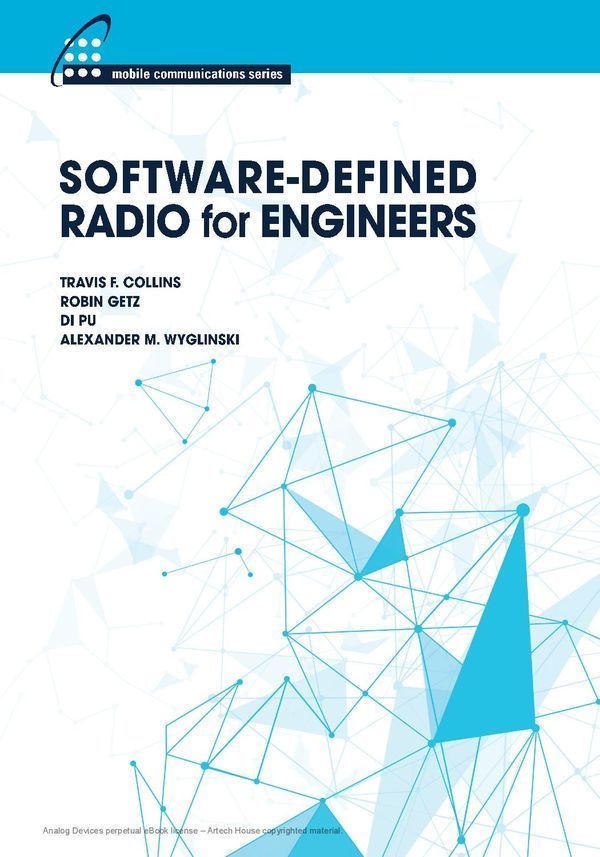 mobile communications series
SOFTWARE-DEFINED
RADIO for ENGINEERS
TRAVIS F. COLLINS
ROBIN GETZ
DI PU
ALEXANDER M. WYGLINSKI
Analog Devices perpetual eBook license – Artech House copyrighted material.